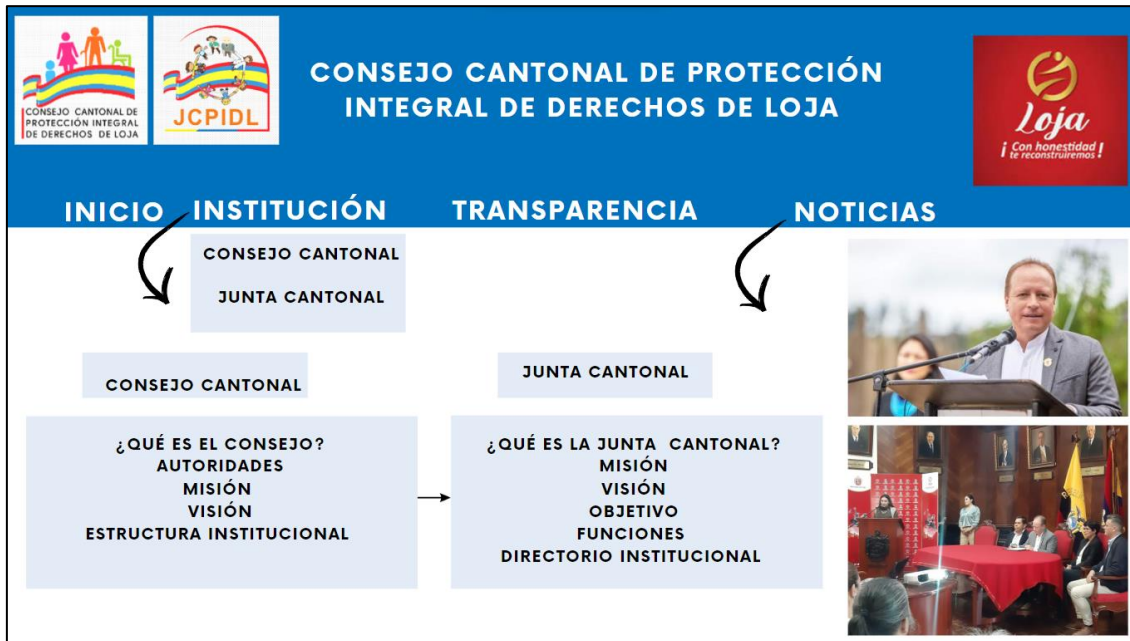 CONSEJO CANTONAL DE
PROTECCIÓN INTEGRAL
DE DERECHOS DE LOJA
JCPIDL
CONSEJO CANTONAL DE PROTECCIÓN
INTEGRAL DE DERECHOS DE LOJA
Loja
¡ Con honestidad
te reconstruiremos !
INICIO INSTITUCIÓN TRANSPARENCIA NOTICIAS
CONSEJO CANTONAL
JUNTA CANTONAL
CONSEJO CANTONAL
JUNTA CANTONAL
¿QUÉ ES EL CONSEJO?
AUTORIDADES
MISIÓN
VISIÓN
ESTRUCTURA INSTITUCIONAL
¿QUÉ ES LA JUNTA CANTONAL?
MISIÓN
VISIÓN
OBJETIVO
FUNCIONES
DIRECTORIO INSTITUCIONAL